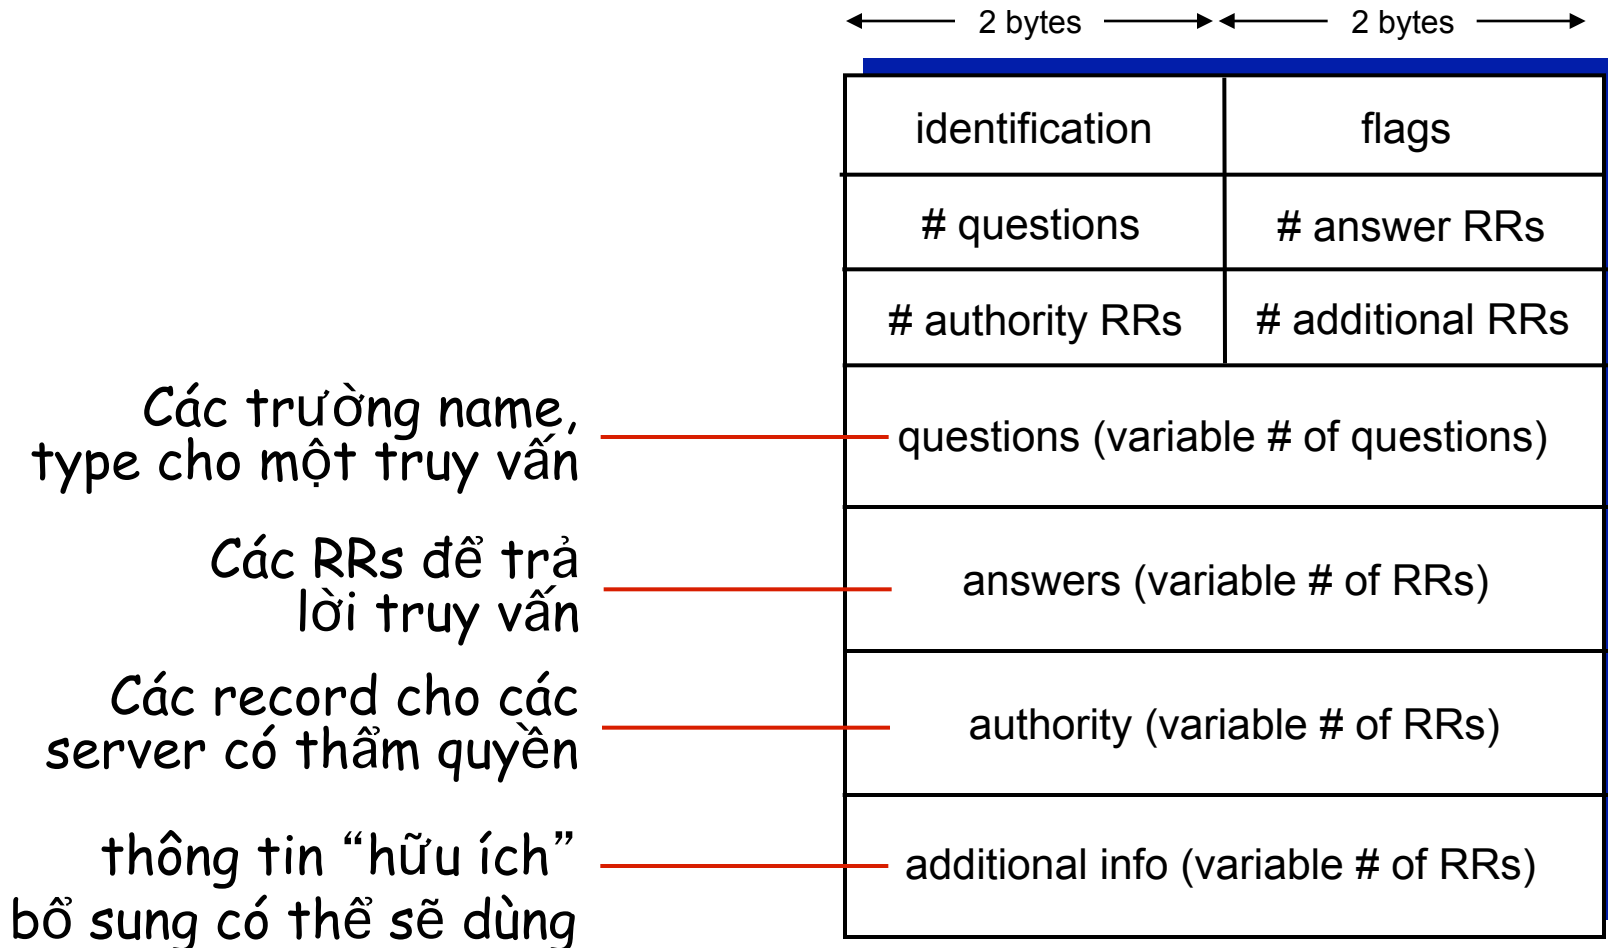 2 bytes 2 bytes
identification flags
# questions # answer RRs
# authority RRs # additional RRs
Các trường name,
type cho một truy vấn
questions (variable # of questions)
Các RRs để trả
lời truy vấn
answers (variable # of RRs)
Các record cho các
server có thẩm quyền
authority (variable # of RRs)
thông tin “hữu ích”
bổ sung có thể sẽ dùng
additional info (variable # of RRs)